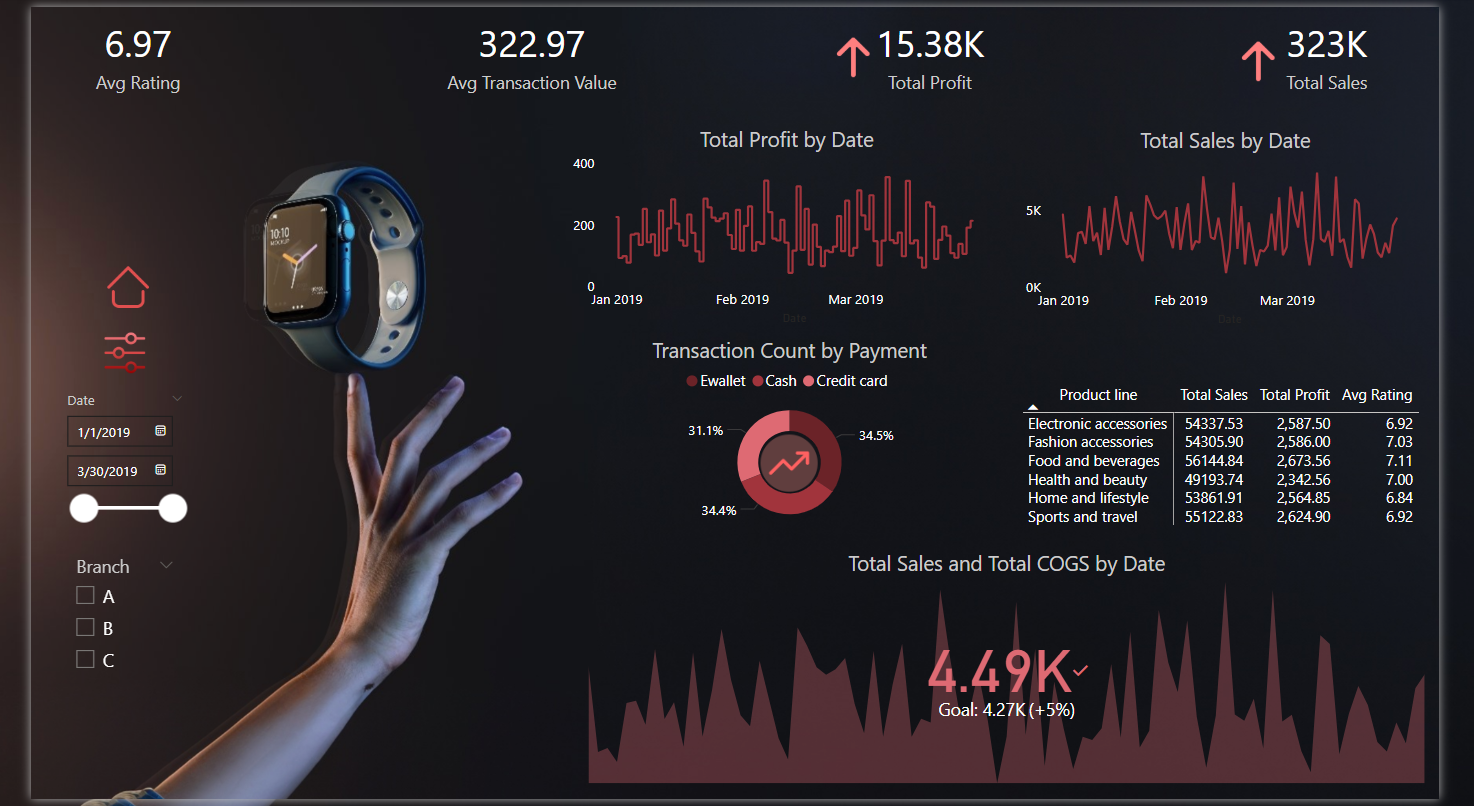 6.97
Avg Rating
322.97
Avg Transaction Value
15.38K
Total Profit
323K
Total Sales
Total Profit by Date
400
200
0
Jan 2019 Feb 2019 Mar 2019
Date
Total Sales by Date
5K
0K
Jan 2019 Feb 2019 Mar 2019
Date
10:10
Date
1/1/2019
3/30/2019
Branch
A
B
C
Transaction Count by Payment
Ewallet Cash Credit card
31.1%
34.5%
34.4%
Product line Total Sales Total Profit Avg Rating
Electronic accessories 54337.53 2,587.50 6.92
Fashion accessories 54305.90 2,586.00 7.03
Food and beverages 56144.84 2,673.56 7.11
Health and beauty 49193.74 2,342.56 7.00
Home and lifestyle 53861.91 2,564.85 6.84
Sports and travel 55122.83 2,624.90 6.92
Total Sales and Total COGS by Date
4.49K
Goal: 4.27K (+5%)